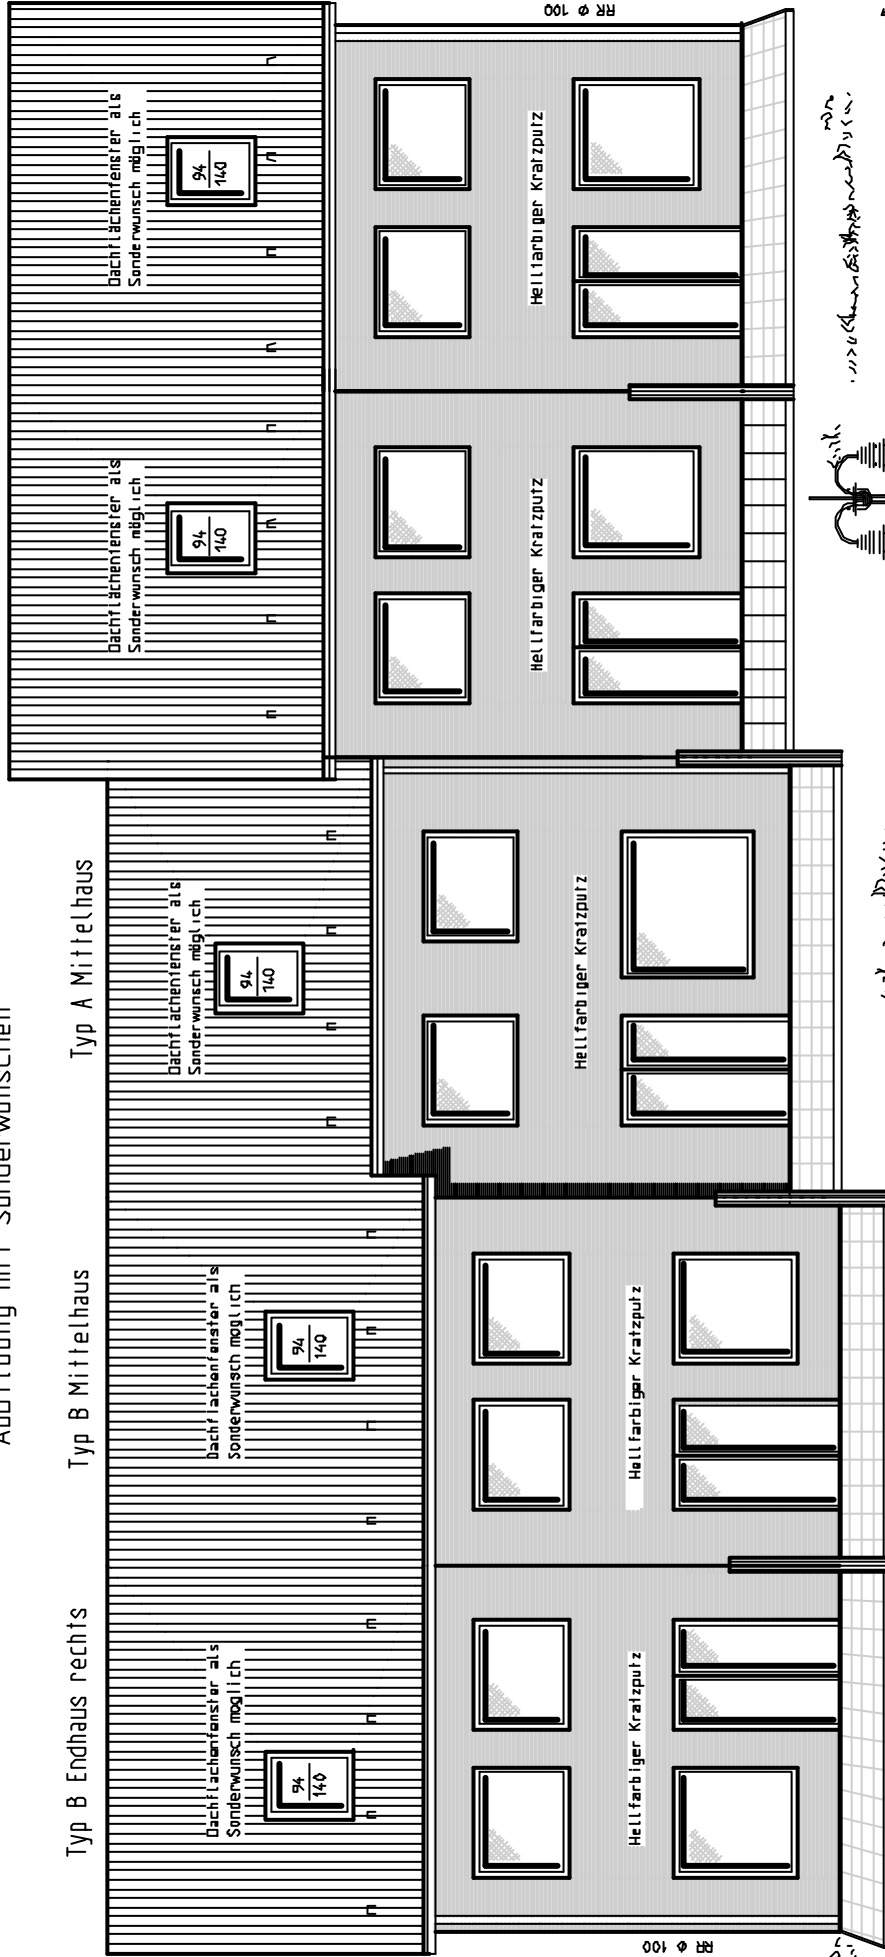 Abbildung mit Sonderwünschen
Typ B Endhaus rechts
Typ B Mittelhaus
Typ A Mittelhaus
Dachflächenfenster als
Sonderwunsch möglich
94
140
Dachflächenfenster als
Sonderwunsch möglich
94
140
Dachflächenfenster als
Sonderwunsch möglich
94
140
Dachflächenfenster als
Sonderwunsch möglich
94
140
Dachflächenfenster als
Sonderwunsch möglich
94
140
Hellfarbiger Kratzputz
Hellfarbiger Kratzputz
Hellfarbiger Kratzputz
Hellfarbiger Kratzputz
Hellfarbiger Kratzputz
RR ø 100
RR ø 100